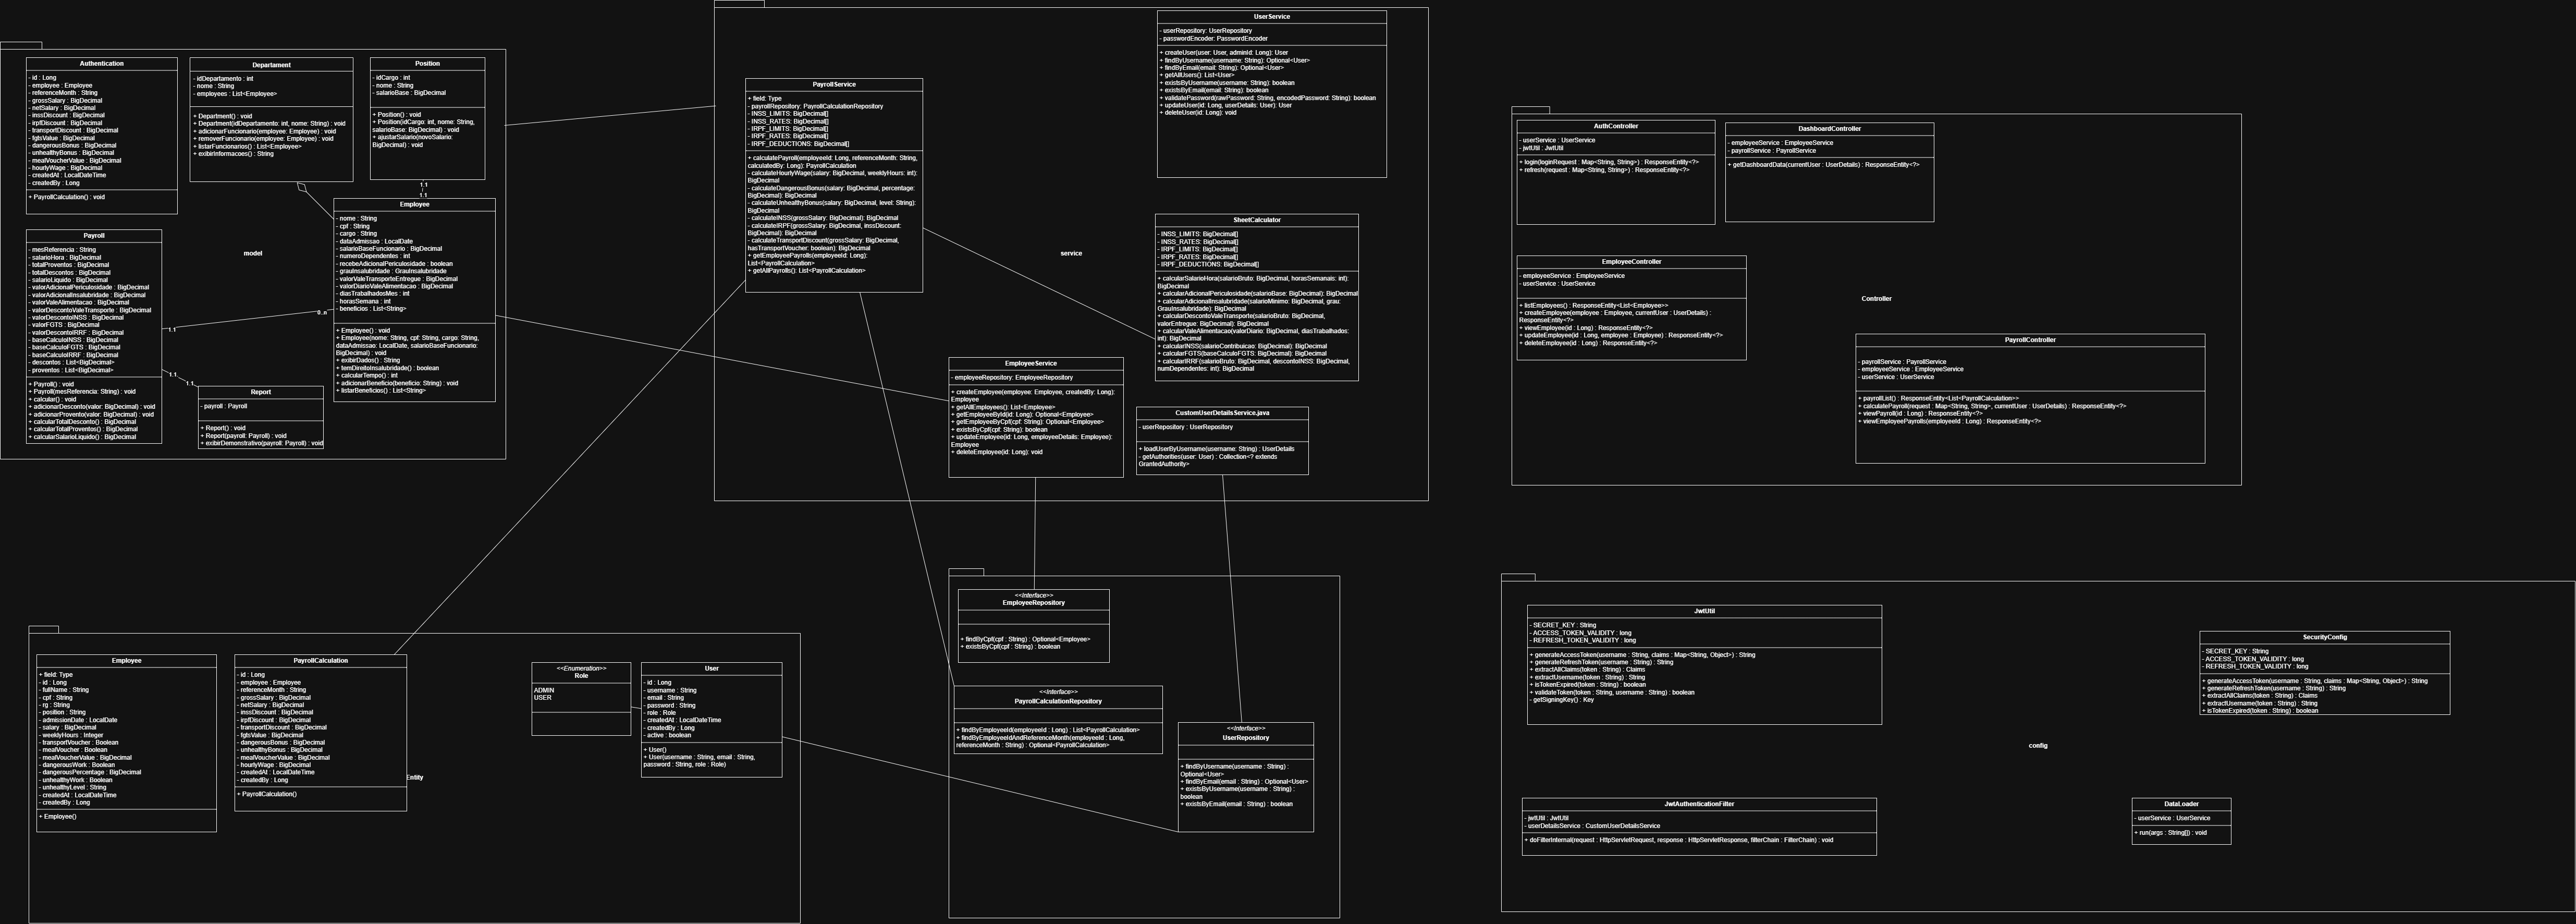 Authentication
- id : Long
- employee : Employee
- referenceMonth : String
- grossSalary : BigDecimal
- netSalary : BigDecimal
- inssDiscount : BigDecimal
- irpfDiscount : BigDecimal
- transportDiscount : BigDecimal
- fgtsValue : BigDecimal
- dangerousBonus : BigDecimal
- unhealthyBonus : BigDecimal
- mealVoucherValue : BigDecimal
- hourlyWage : BigDecimal
- createdAt : LocalDateTime
- createdBy : Long
+ PayrollCalculation() : void
Departament
- idDepartamento : int
- nome : String
- employees : List<Employee>
+ Department() : void
+ Department(idDepartamento: int, nome: String) : void
+ adicionarFuncionario(employee: Employee) : void
+ removerFuncionario(employee: Employee) : void
+ listarFuncionarios() : List<Employee>
+ exibirInformacoes() : String
Position
- idCargo : int
- nome : String
- salarioBase : BigDecimal
+ Position() : void
+ Position(idCargo: int, nome: String,
salarioBase: BigDecimal) : void
+ ajustarSalario(novoSalario:
BigDecimal) : void
1.1
1.1
model
Employee
- nome : String
- cpf : String
- cargo : String
- dataAdmissao : LocalDate
- salarioBaseFuncionario : BigDecimal
- numeroDependentes : int
- recebeAdicionalPericulosidade : boolean
- grauInsalubridade : GrauInsalubridade
- valorValeTransporteEntregue : BigDecimal
- valorDiarioValeAlimentacao : BigDecimal
- diasTrabalhadosMes : int
- horasSemana : int
- beneficios : List<String>
+ Employee() : void
+ Employee(nome: String, cpf: String, cargo: String,
dataAdmissao: LocalDate, salarioBaseFuncionario:
BigDecimal) : void
+ exibirDados() : String
+ temDireitoInsalubridade() : boolean
+ calcularTempo() : int
+ adicionarBeneficio(beneficio: String) : void
+ listarBeneficios() : List<String>
Payroll
- mesReferencia : String
- salarioHora : BigDecimal
- totalProventos : BigDecimal
- totalDescontos : BigDecimal
- salarioLiquido : BigDecimal
- valorAdicionalPericulosidade : BigDecimal
- valorAdicionalInsalubridade : BigDecimal
- valorValeAlimentacao : BigDecimal
- valorDescontoValeTransporte : BigDecimal
- valorDescontoINSS : BigDecimal
- valorFGTS : BigDecimal
- valorDescontoIRRF : BigDecimal
- baseCalculoINSS : BigDecimal
- baseCalculoFGTS : BigDecimal
- baseCalculoIRRF : BigDecimal
- descontos : List<BigDecimal>
- proventos : List<BigDecimal>
+ Payroll() : void
+ Payroll(mesReferencia: String) : void
+ calcular() : void
+ adicionarDesconto(valor: BigDecimal) : void
+ adicionarProvento(valor: BigDecimal) : void
+ calcularTotalDesconto() : BigDecimal
+ calcularTotalProventos() : BigDecimal
+ calcularSalarioLiquido() : BigDecimal
1.1
0..n
1.1
1.1
Report
- payroll : Payroll
+ Report() : void
+ Report(payroll: Payroll) : void
+ exibirDemonstrativo(payroll: Payroll) : void
PayrollService
+ field: Type
- payrollRepository: PayrollCalculationRepository
- INSS_LIMITS: BigDecimal[]
- INSS_RATES: BigDecimal[]
- IRPF_LIMITS: BigDecimal[]
- IRPF_RATES: BigDecimal[]
- IRPF_DEDUCTIONS: BigDecimal[]
+ calculatePayroll(employeeId: Long, referenceMonth: String,
calculatedBy: Long): PayrollCalculation
- calculateHourlyWage(salary: BigDecimal, weeklyHours: int):
BigDecimal
- calculateDangerousBonus(salary: BigDecimal, percentage:
BigDecimal): BigDecimal
- calculateUnhealthyBonus(salary: BigDecimal, level: String):
BigDecimal
- calculateINSS(grossSalary: BigDecimal): BigDecimal
- calculateIRPF(grossSalary: BigDecimal, inssDiscount:
BigDecimal): BigDecimal
- calculateTransportDiscount(grossSalary: BigDecimal,
hasTransportVoucher: boolean): BigDecimal
+ getEmployeePayrolls(employeeId: Long):
List<PayrollCalculation>
+ getAllPayrolls(): List<PayrollCalculation>
service
UserService
- userRepository: UserRepository
- passwordEncoder: PasswordEncoder
+ createUser(user: User, adminId: Long): User
+ findByUsername(username: String): Optional<User>
+ findByEmail(email: String): Optional<User>
+ getAllUsers(): List<User>
+ existsByUsername(username: String): boolean
+ existsByEmail(email: String): boolean
+ validatePassword(rawPassword: String, encodedPassword: String): boolean
+ updateUser(id: Long, userDetails: User): User
+ deleteUser(id: Long): void
SheetCalculator
- INSS_LIMITS: BigDecimal[]
- INSS_RATES: BigDecimal[]
- IRPF_LIMITS: BigDecimal[]
- IRPF_RATES: BigDecimal[]
- IRPF_DEDUCTIONS: BigDecimal[]
+ calcularSalarioHora(salarioBruto: BigDecimal, horasSemanais: int):
BigDecimal
+ calcularAdicionalPericulosidade(salarioBase: BigDecimal): BigDecimal
+ calcularAdicionalInsalubridade(salarioMinimo: BigDecimal, grau:
GrauInsalubridade): BigDecimal
+ calcularDescontoValeTransporte(salarioBruto: BigDecimal,
valorEntregue: BigDecimal): BigDecimal
+ calcularValeAlimentacao(valorDiario: BigDecimal, diasTrabalhados:
int): BigDecimal
+ calcularINSS(salarioContribuicao: BigDecimal): BigDecimal
+ calcularFGTS(baseCalculoFGTS: BigDecimal): BigDecimal
+ calcularIRRF(salarioBruto: BigDecimal, descontoINSS: BigDecimal,
numDependentes: int): BigDecimal
EmployeeService
- employeeRepository: EmployeeRepository
+ createEmployee(employee: Employee, createdBy: Long):
Employee
+ getAllEmployees(): List<Employee>
+ getEmployeeById(id: Long): Optional<Employee>
+ getEmployeeByCpf(cpf: String): Optional<Employee>
+ existsByCpf(cpf: String): boolean
+ updateEmployee(id: Long, employeeDetails: Employee):
Employee
+ deleteEmployee(id: Long): void
CustomUserDetailsService.java
- userRepository : UserRepository
+ loadUserByUsername(username: String) : UserDetails
- getAuthorities(user: User) : Collection<? extends
GrantedAuthority>
AuthController
- userService : UserService
- jwtUtil : JwtUtil
+ login(loginRequest : Map<String, String>) : ResponseEntity<?>
+ refresh(request : Map<String, String>) : ResponseEntity<?>
DashboardController
- employeeService : EmployeeService
- payrollService : PayrollService
+ getDashboardData(currentUser : UserDetails) : ResponseEntity<?>
EmployeeController
- employeeService : EmployeeService
- userService : UserService
+ listEmployees() : ResponseEntity<List<Employee>>
+ createEmployee(employee : Employee, currentUser : UserDetails) :
ResponseEntity<?>
+ viewEmployee(id : Long) : ResponseEntity<?>
+ updateEmployee(id : Long, employee : Employee) : ResponseEntity<?>
+ deleteEmployee(id : Long) : ResponseEntity<?>
Controller
PayrollController
- payrollService : PayrollService
- employeeService : EmployeeService
- userService : UserService
+ payrollList() : ResponseEntity<List<PayrollCalculation>>
+ calculatePayroll(request : Map<String, String>, currentUser : UserDetails) : ResponseEntity<?>
+ viewPayroll(id : Long) : ResponseEntity<?>
+ viewEmployeePayrolls(employeeId : Long) : ResponseEntity<?>
Employee
+ field: Type
- id : Long
- fullName : String
- cpf : String
- rg : String
- position : String
- admissionDate : LocalDate
- salary : BigDecimal
- weeklyHours : Integer
- transportVoucher : Boolean
- mealVoucher : Boolean
- mealVoucherValue : BigDecimal
- dangerousWork : Boolean
- dangerousPercentage : BigDecimal
- unhealthyWork : Boolean
- unhealthyLevel : String
- createdAt : LocalDateTime
- createdBy : Long
+ Employee()
PayrollCalculation
- id : Long
- employee : Employee
- referenceMonth : String
- grossSalary : BigDecimal
- netSalary : BigDecimal
- inssDiscount : BigDecimal
- irpfDiscount : BigDecimal
- transportDiscount : BigDecimal
- fgtsValue : BigDecimal
- dangerousBonus : BigDecimal
- unhealthyBonus : BigDecimal
- mealVoucherValue : BigDecimal
- hourlyWage : BigDecimal
- createdAt : LocalDateTime
- createdBy : Long
+ PayrollCalculation()
Entity
<<Enumeration>>
Role
ADMIN
USER
User
- id : Long
- username : String
- email : String
- password : String
- role : Role
- createdAt : LocalDateTime
- createdBy : Long
- active : boolean
+ User()
+ User(username : String, email : String,
password : String, role : Role)
<<Interface>>
EmployeeRepository
+ findByCpf(cpf : String) : Optional<Employee>
+ existsByCpf(cpf : String) : boolean
<<Interface>>
PayrollCalculationRepository
+ findByEmployeeId(employeeId : Long) : List<PayrollCalculation>
+ findByEmployeeIdAndReferenceMonth(employeeId : Long,
referenceMonth : String) : Optional<PayrollCalculation>
<<Interface>>
UserRepository
+ findByUsername(username : String) :
Optional<User>
+ findByEmail(email : String) : Optional<User>
+ existsByUsername(username : String) :
boolean
+ existsByEmail(email : String) : boolean
JwtUtil
- SECRET_KEY : String
- ACCESS_TOKEN_VALIDITY : long
- REFRESH_TOKEN_VALIDITY : long
+ generateAccessToken(username : String, claims : Map<String, Object>) : String
+ generateRefreshToken(username : String) : String
+ extractAllClaims(token : String) : Claims
+ extractUsername(token : String) : String
+ isTokenExpired(token : String) : boolean
+ validateToken(token : String, username : String) : boolean
- getSigningKey() : Key
SecurityConfig
- SECRET_KEY : String
- ACCESS_TOKEN_VALIDITY : long
- REFRESH_TOKEN_VALIDITY : long
+ generateAccessToken(username : String, claims : Map<String, Object>) : String
+ generateRefreshToken(username : String) : String
+ extractAllClaims(token : String) : Claims
+ extractUsername(token : String) : String
+ isTokenExpired(token : String) : boolean
config
JwtAuthenticationFilter
- jwtUtil : JwtUtil
- userDetailsService : CustomUserDetailsService
+ doFilterInternal(request : HttpServletRequest, response : HttpServletResponse, filterChain : FilterChain) : void
DataLoader
- userService : UserService
+ run(args : String[]) : void